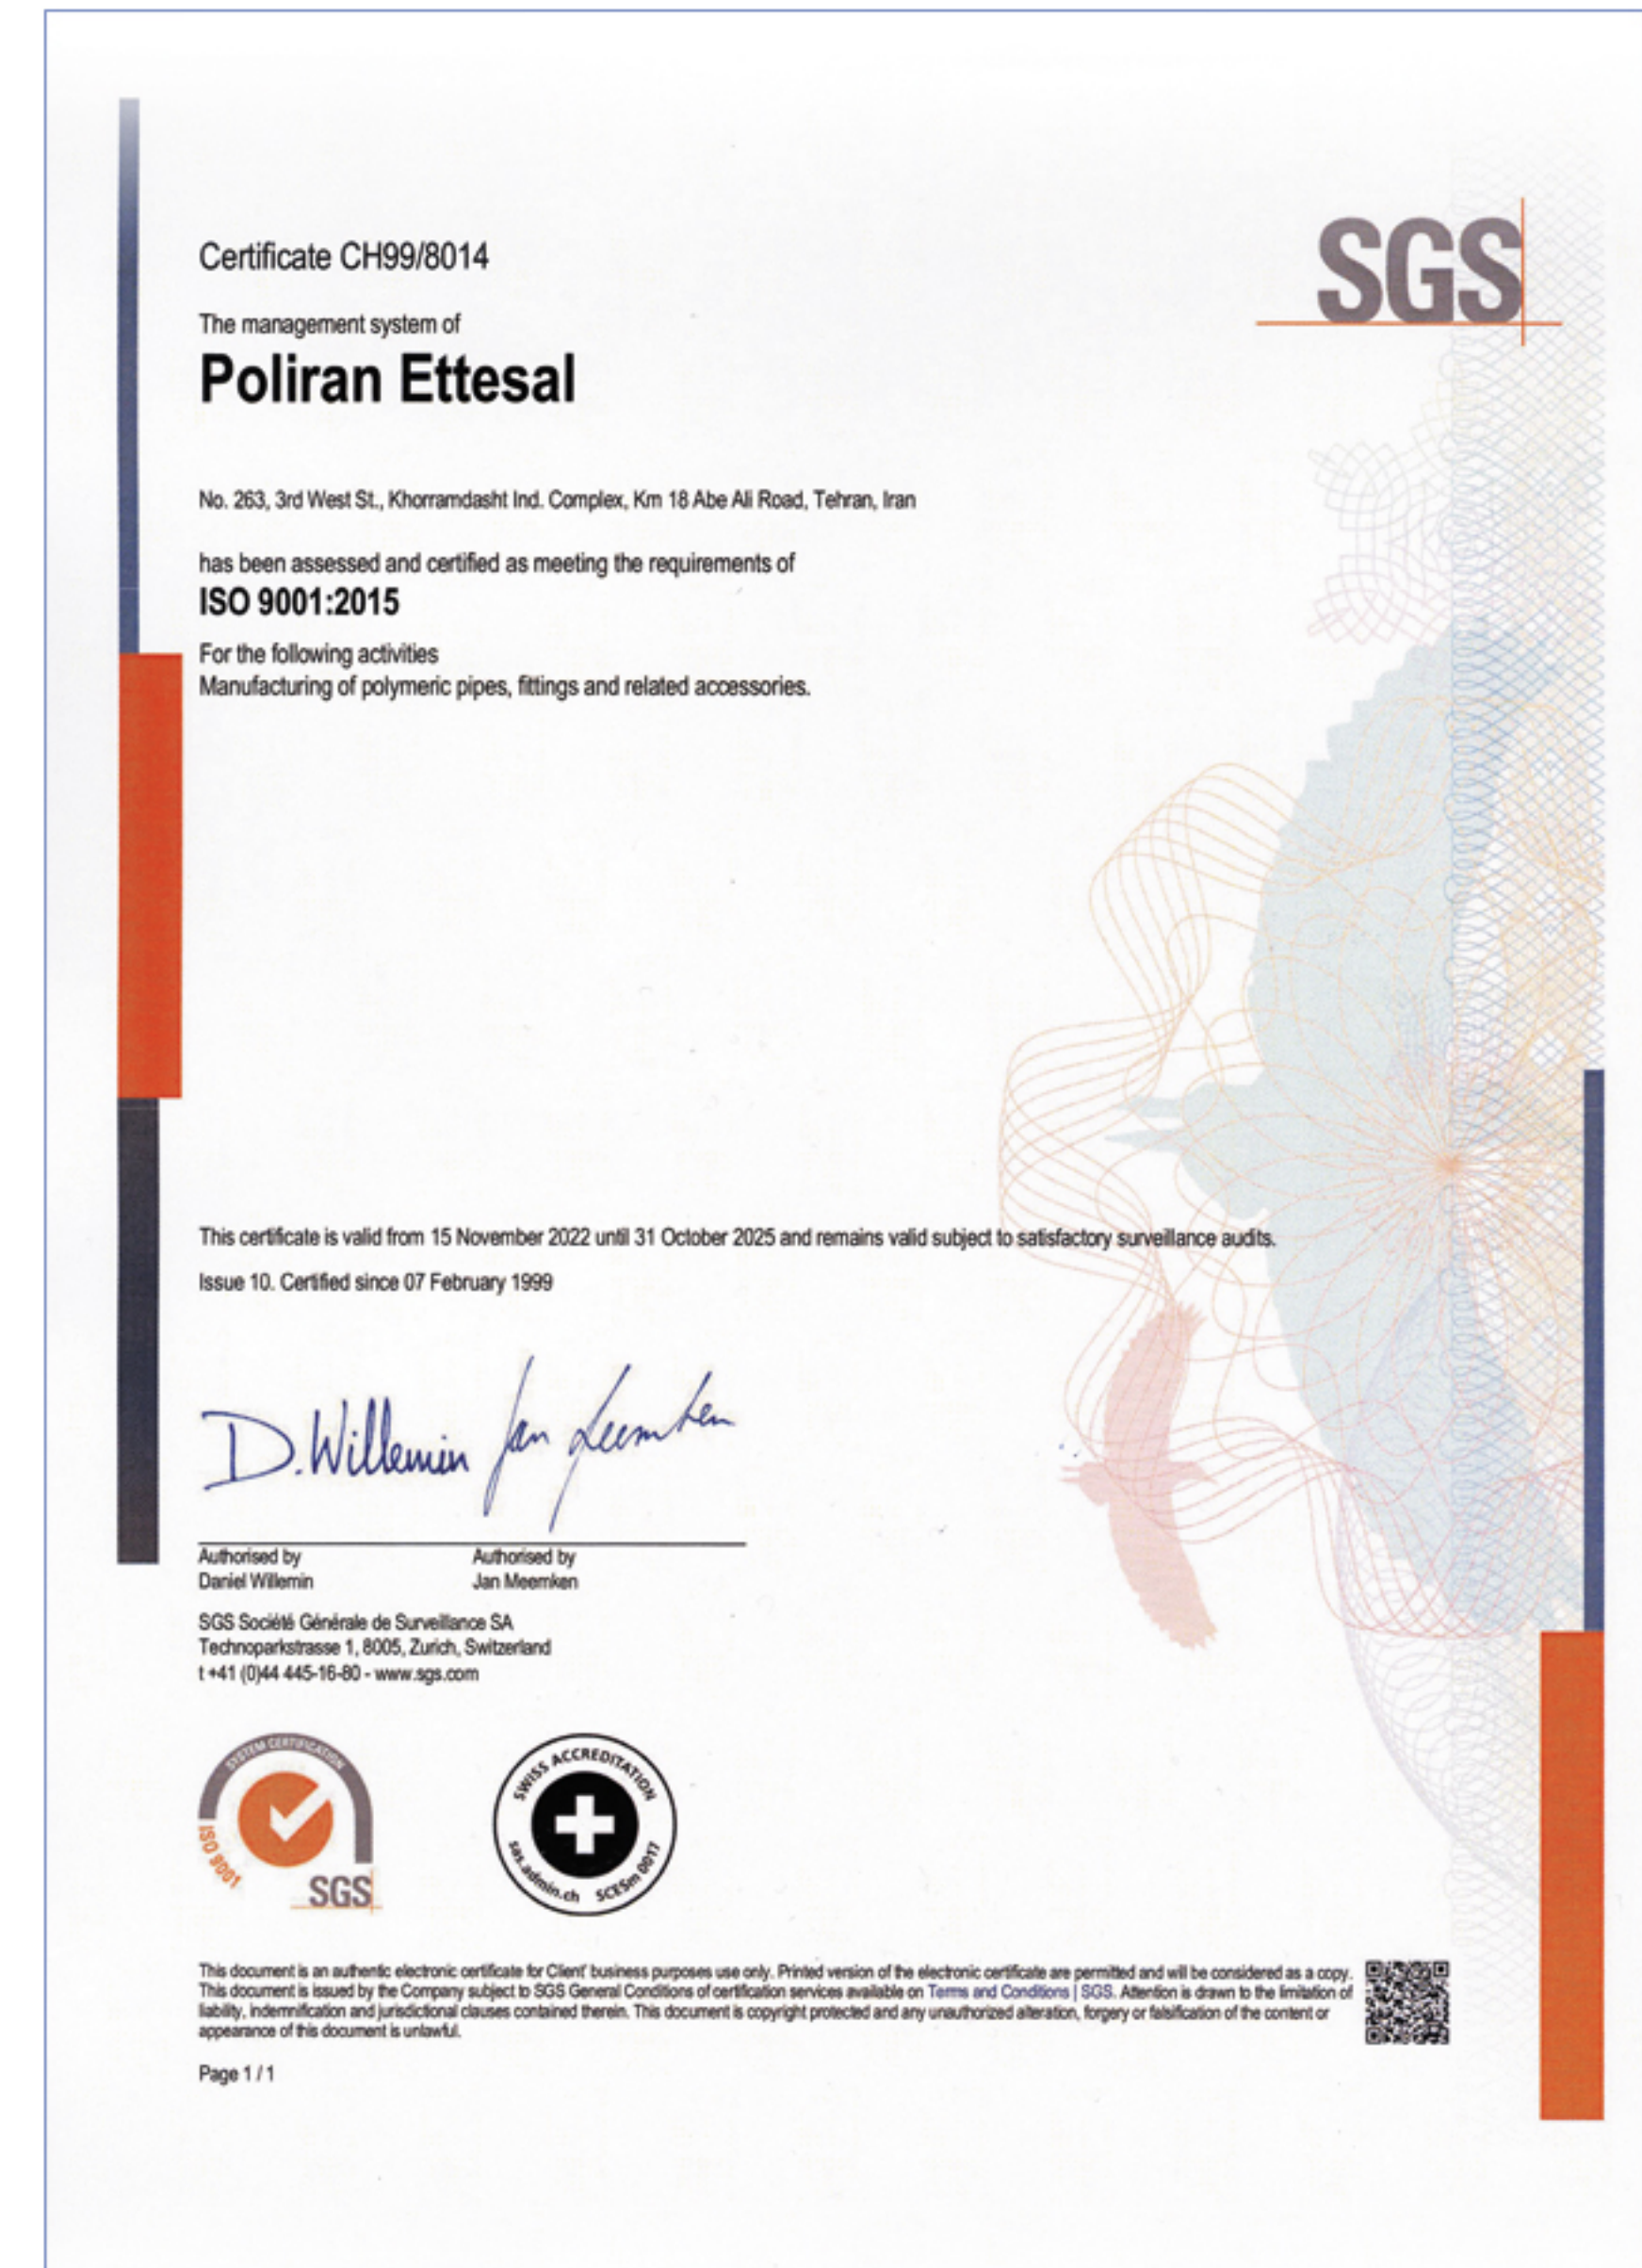 SGS
Certificate CH99/8014
The management system of
Poliran Ettesal
No. 263, 3rd West St., Khorramdasht Ind. Complex, Km 18 Abe Ali Road, Tehran, Iran
has been assessed and certified as meeting the requirements of
ISO 9001:2015
For the following activities
Manufacturing of polymeric pipes, fittings and related accessories.
This certificate is valid from 15 November 2022 until 31 October 2025 and remains valid subject to satisfactory surveillance audits.
Issue 10. Certified since 07 February 1999
D. Willemin Jan Meemken
Authorised by Authorised by
Daniel Willemin Jan Meemken
SGS Société Générale de Surveillance SA
Technoparkstrasse 1, 8005, Zurich, Switzerland
t +41 (0)44 445-16-80 - www.sgs.com
SYSTEM CERTIFICATION
ISO 9001
SGS
SWISS ACCREDITATION
sas.admin.ch SCESm 0017
This document is an authentic electronic certificate for Client' business purposes use only. Printed version of the electronic certificate are permitted and will be considered as a copy.
This document is issued by the Company subject to SGS General Conditions of certification services available on Terms and Conditions | SGS. Attention is drawn to the limitation of
liability, indemnification and jurisdictional clauses contained therein. This document is copyright protected and any unauthorized alteration, forgery or falsification of the content or
appearance of this document is unlawful.
Page 1 / 1